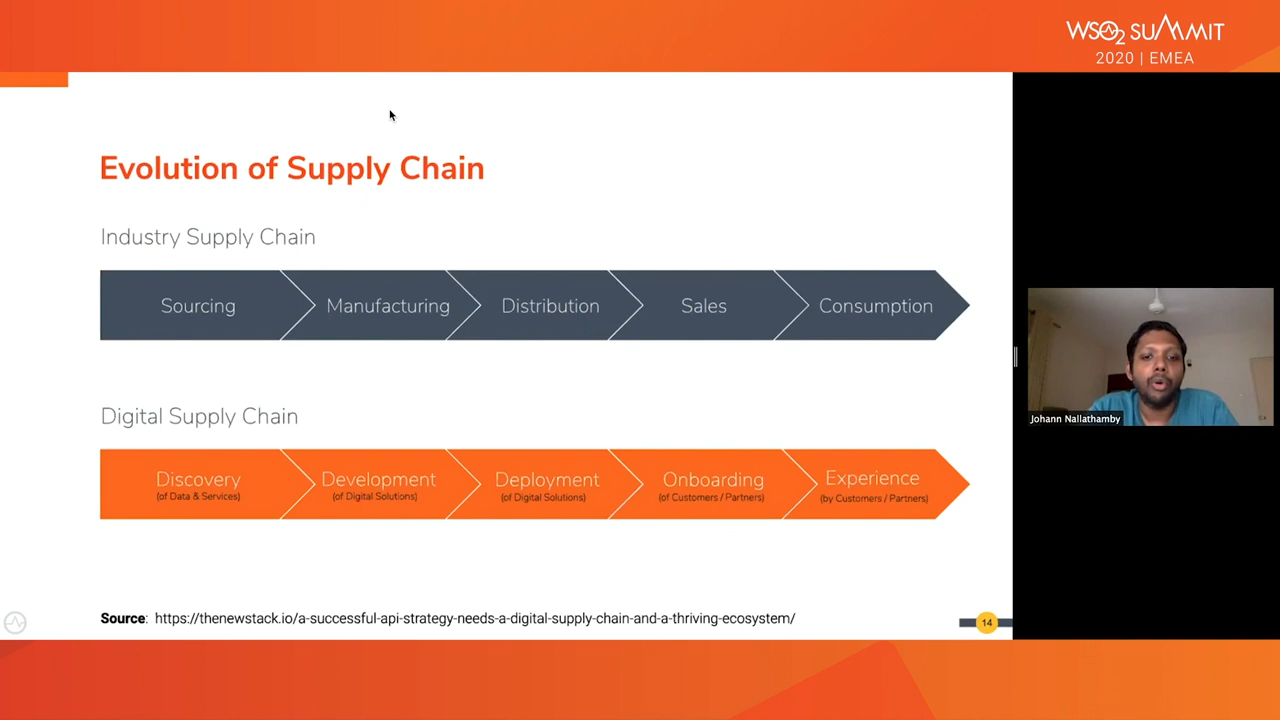 WSO2 SUMMIT
2020 | EMEA
Evolution of Supply Chain
Industry Supply Chain
Sourcing
Manufacturing
Distribution
Sales
Consumption
Digital Supply Chain
Discovery
(of Data & Services)
Development
(of Digital Solutions)
Deployment
(of Digital Solutions)
Onboarding
(of Customers / Partners)
Experience
(by Customers / Partners)
Johann Nallathamby
Source: https://thenewstack.io/a-successful-api-strategy-needs-a-digital-supply-chain-and-a-thriving-ecosystem/
14